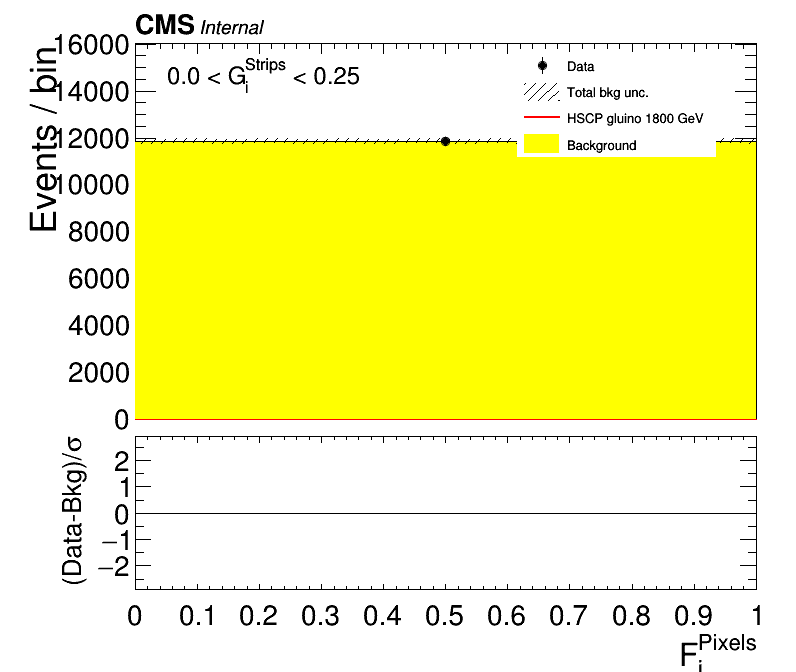 CMS Internal
Events / bin
16000
14000
12000
10000
8000
6000
4000
2000
0
0.0 < G_i^Strips < 0.25
Data
Total bkg unc.
HSCP gluino 1800 GeV
Background
(Data-Bkg)/σ
2
1
0
−1
−2
0 0.1 0.2 0.3 0.4 0.5 0.6 0.7 0.8 0.9 1
F_i^Pixels